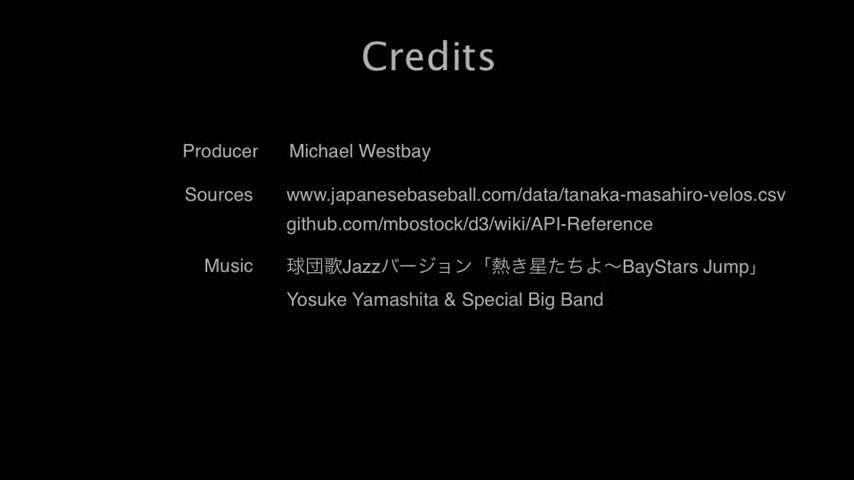 Credits
Producer Michael Westbay
Sources www.japanesebaseball.com/data/tanaka-masahiro-velos.csv
github.com/mbostock/d3/wiki/API-Reference
Music 球団歌Jazzバージョン「熱き星たちよ〜BayStars Jump」
Yosuke Yamashita & Special Big Band